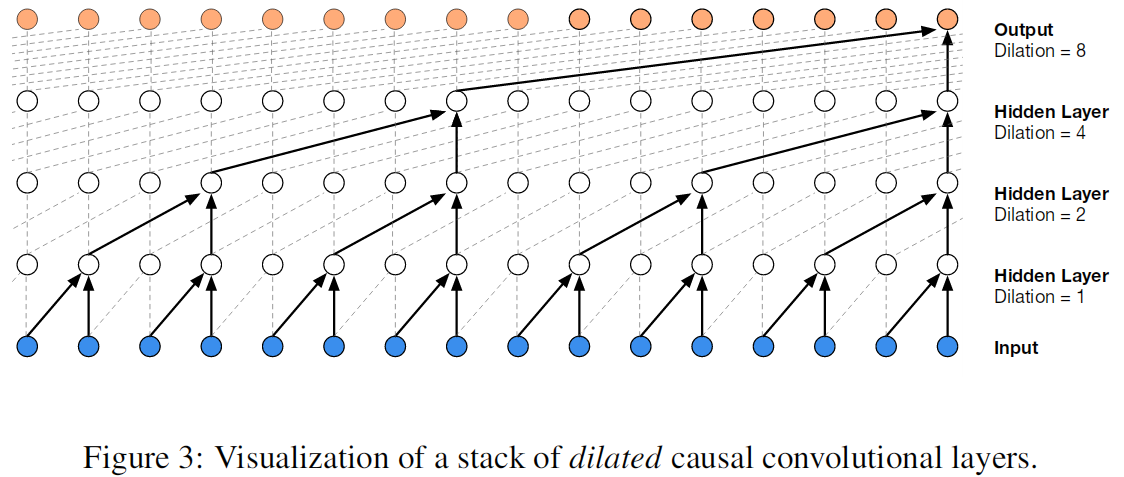 Output
Dilation = 8
Hidden Layer
Dilation = 4
Hidden Layer
Dilation = 2
Hidden Layer
Dilation = 1
Input
Figure 3: Visualization of a stack of dilated causal convolutional layers.